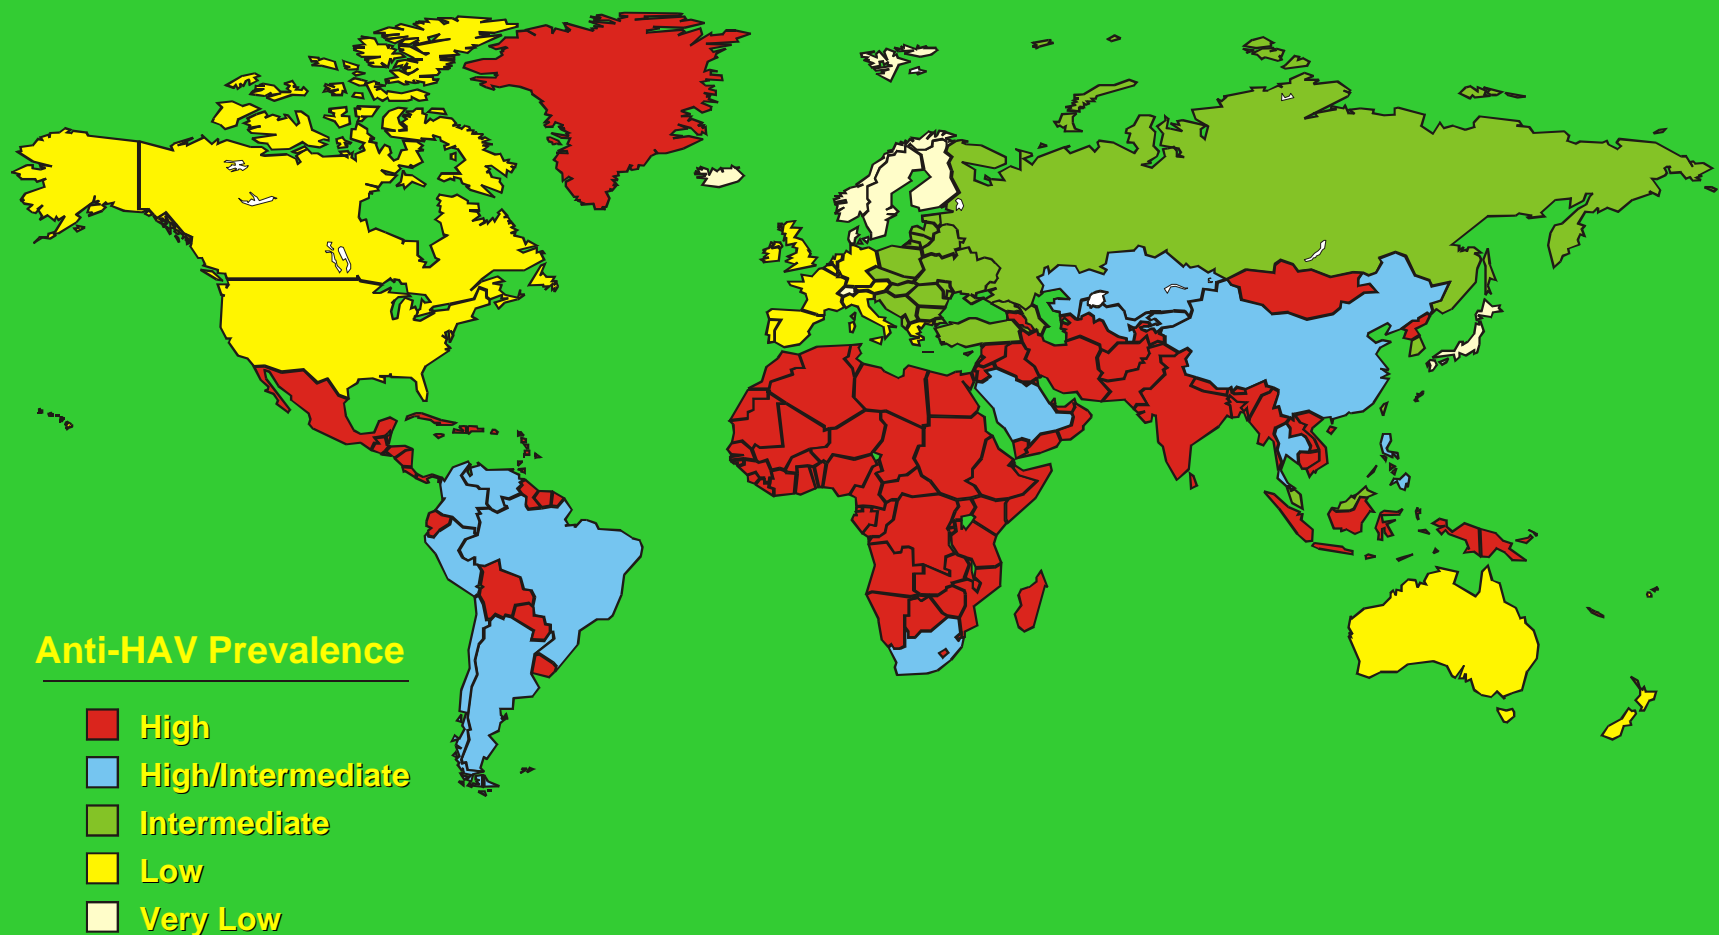 Anti-HAV Prevalence
High
High/Intermediate
Intermediate
Low
Very Low